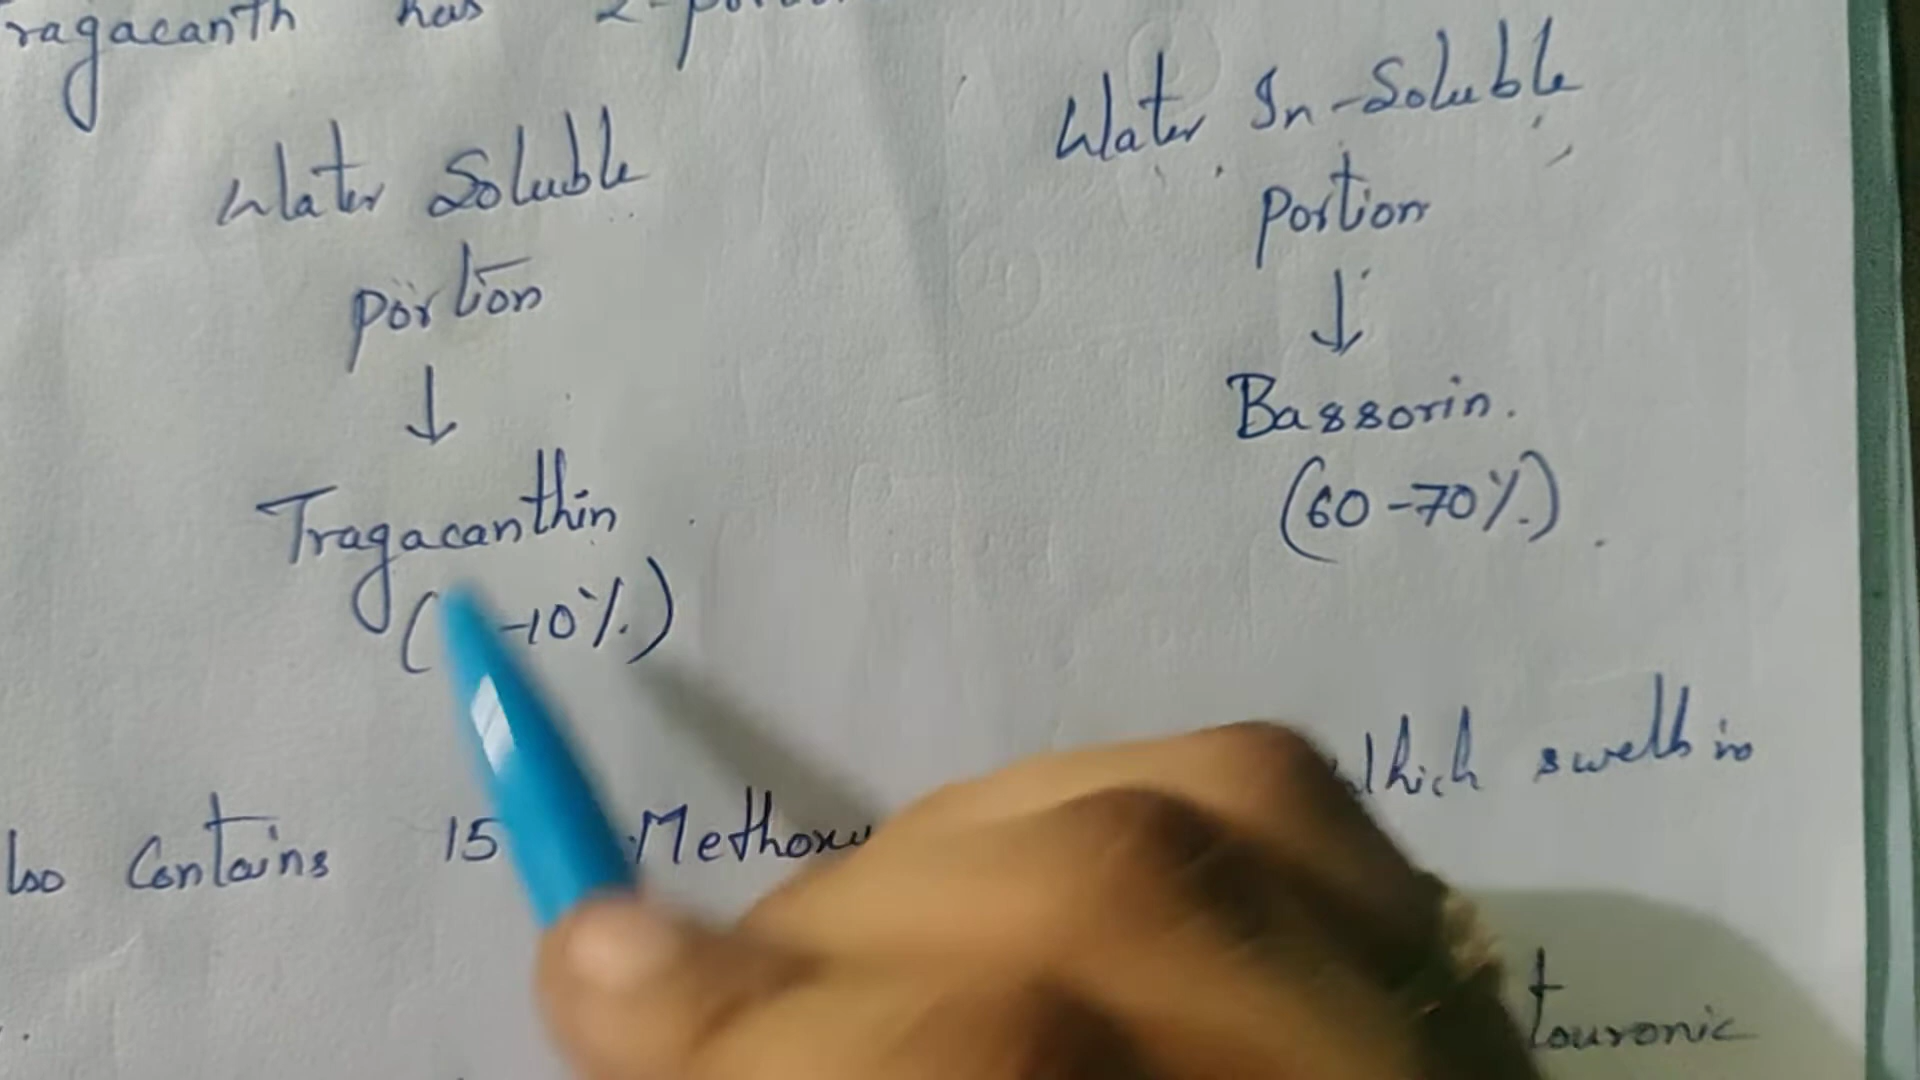 ragacanth has 2-
Water Soluble
portion
↓
Tragacanthin
( -10%.)
Water In-Soluble
Portion
↓
Bassorin.
(60-70%.)
Which swells in
lso Contains 15 Methoxy
touronic